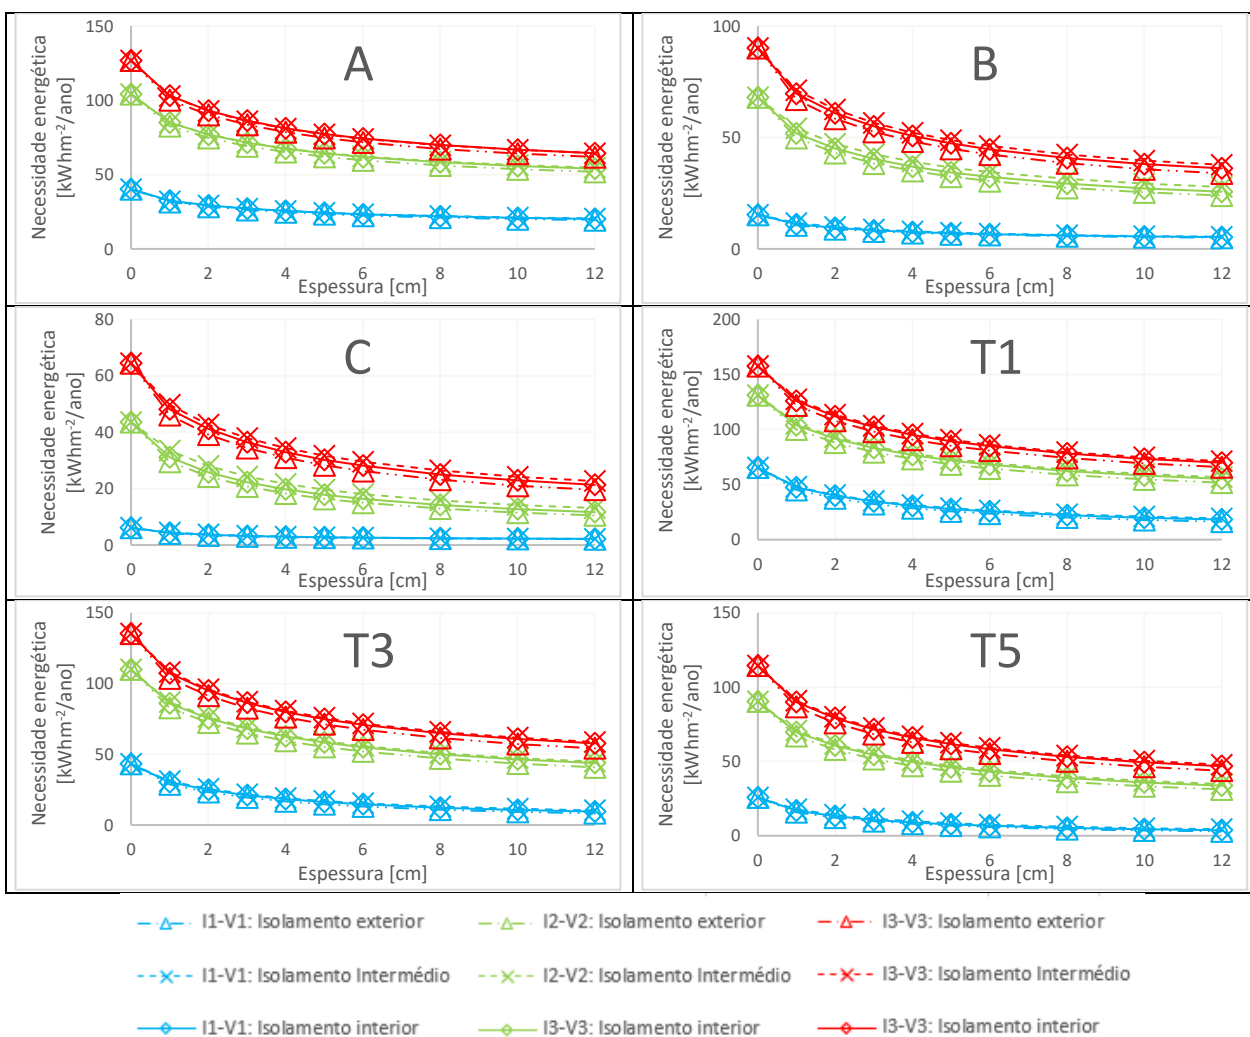 Necessidade energética
[kWhm⁻²/ano]
150
100
50
0
A
0 2 4 6 8 10 12
Espessura [cm]
Necessidade energética
[kWhm⁻²/ano]
100
50
0
B
0 2 4 6 8 10 12
Espessura [cm]
Necessidade energética
[kWhm⁻²/ano]
80
60
40
20
0
C
0 2 4 6 8 10 12
Espessura [cm]
Necessidade energética
[kWhm⁻²/ano]
200
150
100
50
0
T1
0 2 4 6 8 10 12
Espessura [cm]
Necessidade energética
[kWhm⁻²/ano]
150
100
50
0
T3
0 2 4 6 8 10 12
Espessura [cm]
Necessidade energética
[kWhm⁻²/ano]
150
100
50
0
T5
0 2 4 6 8 10 12
Espessura [cm]
I1-V1: Isolamento exterior I2-V2: Isolamento exterior I3-V3: Isolamento exterior
I1-V1: Isolamento Intermédio I2-V2: Isolamento Intermédio I3-V3: Isolamento Intermédio
I1-V1: Isolamento interior I3-V3: Isolamento interior I3-V3: Isolamento interior